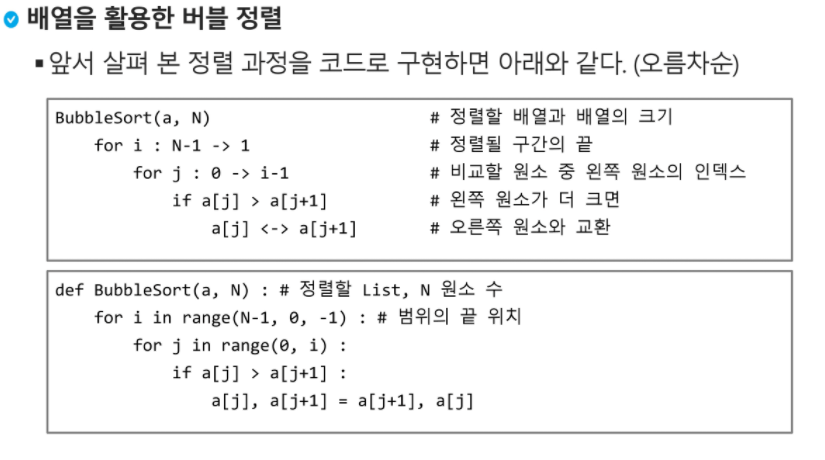 배열을 활용한 버블 정렬
▪앞서 살펴 본 정렬 과정을 코드로 구현하면 아래와 같다. (오름차순)
BubbleSort(a, N) # 정렬할 배열과 배열의 크기
for i : N-1 -> 1 # 정렬될 구간의 끝
for j : 0 -> i-1 # 비교할 원소 중 왼쪽 원소의 인덱스
if a[j] > a[j+1] # 왼쪽 원소가 더 크면
a[j] <-> a[j+1] # 오른쪽 원소와 교환
def BubbleSort(a, N) : # 정렬할 List, N 원소 수
for i in range(N-1, 0, -1) : # 범위의 끝 위치
for j in range(0, i) :
if a[j] > a[j+1] :
a[j], a[j+1] = a[j+1], a[j]